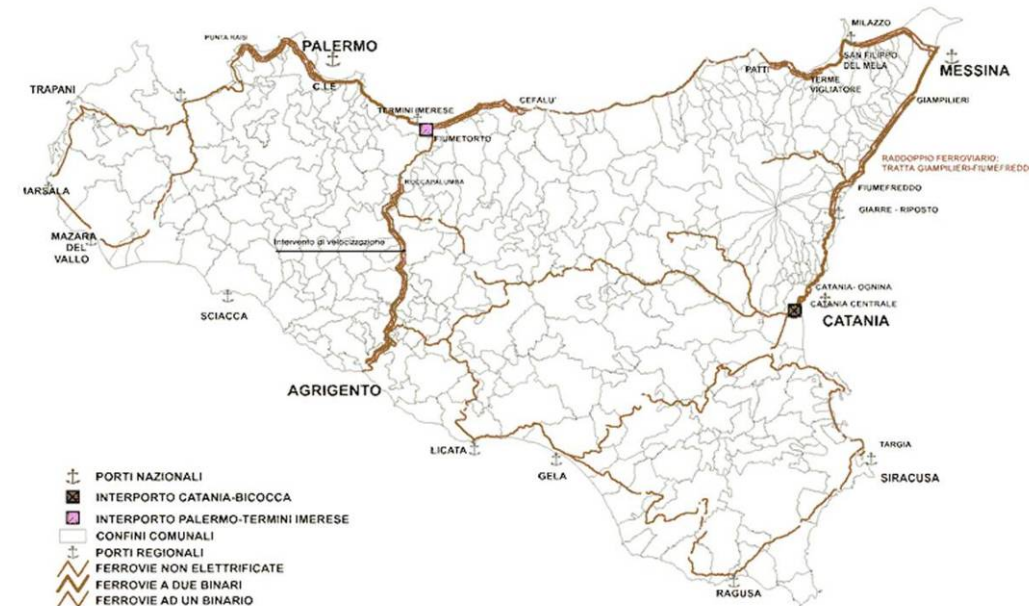 MILAZZO
PUNTA RAISI
PALERMO
SAN FILIPPO
DEL MELA
MESSINA
PATTI
TERME
VIGLIATORE
C.LE
TRAPANI
CEFALU'
GIAMPILIERI
TERMINI IMERESE
FIUMETORTO
RADDOPPIO FERROVIARIO:
TRATTA GIAMPILIERI-FIUMEFREDD
ROCCAPALUMBA
FIUMEFREDDO
MARSALA
GIARRE - RIPOSTO
MAZARA
DEL
VALLO
Intervento di velocizzazione
CATANIA- OGNINA
CATANIA CENTRALE
SCIACCA
CATANIA
AGRIGENTO
LICATA
TARGIA
GELA
SIRACUSA
PORTI NAZIONALI
INTERPORTO CATANIA-BICOCCA
INTERPORTO PALERMO-TERMINI IMERESE
CONFINI COMUNALI
PORTI REGIONALI
FERROVIE NON ELETTRIFICATE
FERROVIE A DUE BINARI
FERROVIE AD UN BINARIO
RAGUSA